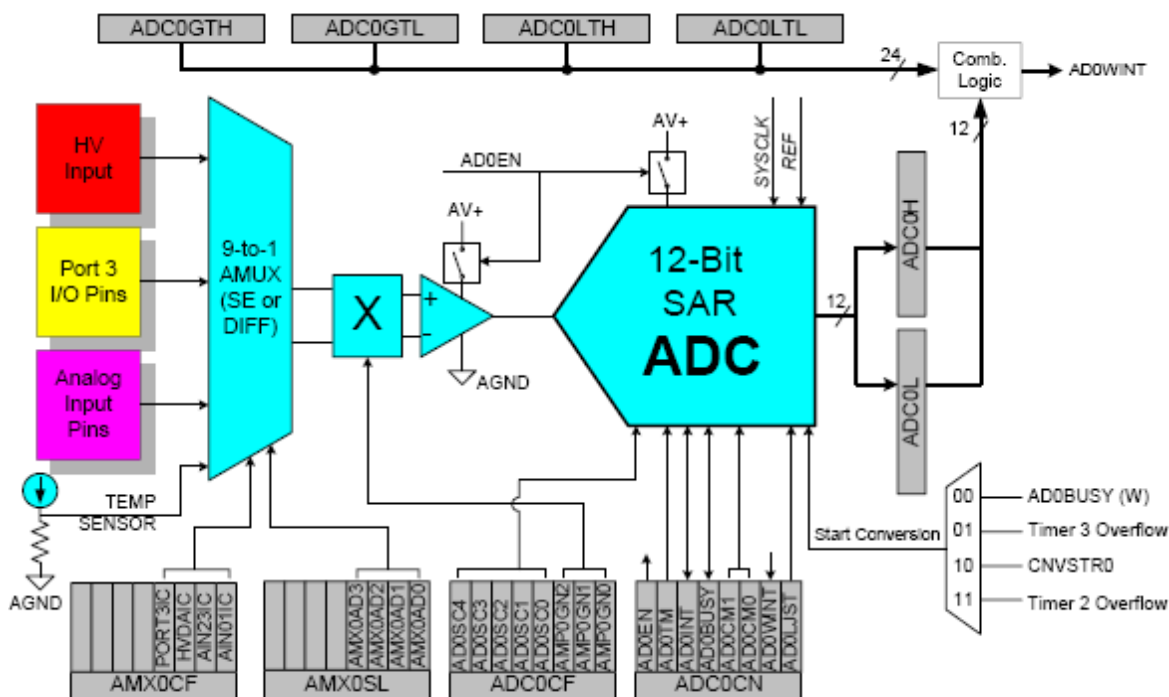 ADC0GTH
ADC0GTL
ADC0LTH
ADC0LTL
24
Comb.
Logic
AD0WINT
12
HV
Input
Port 3
I/O Pins
Analog
Input
Pins
9-to-1
AMUX
(SE or
DIFF)
AD0EN
AV+
AV+
SYSCLK
REF
X
+
-
AGND
12-Bit
SAR
ADC
12
ADC0H
ADC0L
TEMP
SENSOR
AGND
Start Conversion
00
AD0BUSY (W)
01
Timer 3 Overflow
10
CNVSTR0
11
Timer 2 Overflow
PORT3IC
HVDAIC
AIN23IC
AIN01IC
AMX0CF
AMX0AD3
AMX0AD2
AMX0AD1
AMX0AD0
AMX0SL
AD0SC4
AD0SC3
AD0SC2
AD0SC1
AD0SC0
AMP0GN2
AMP0GN1
AMP0GN0
ADC0CF
AD0EN
AD0TM
AD0INT
AD0BUSY
AD0CM1
AD0CM0
AD0WINT
AD0LJST
ADC0CN